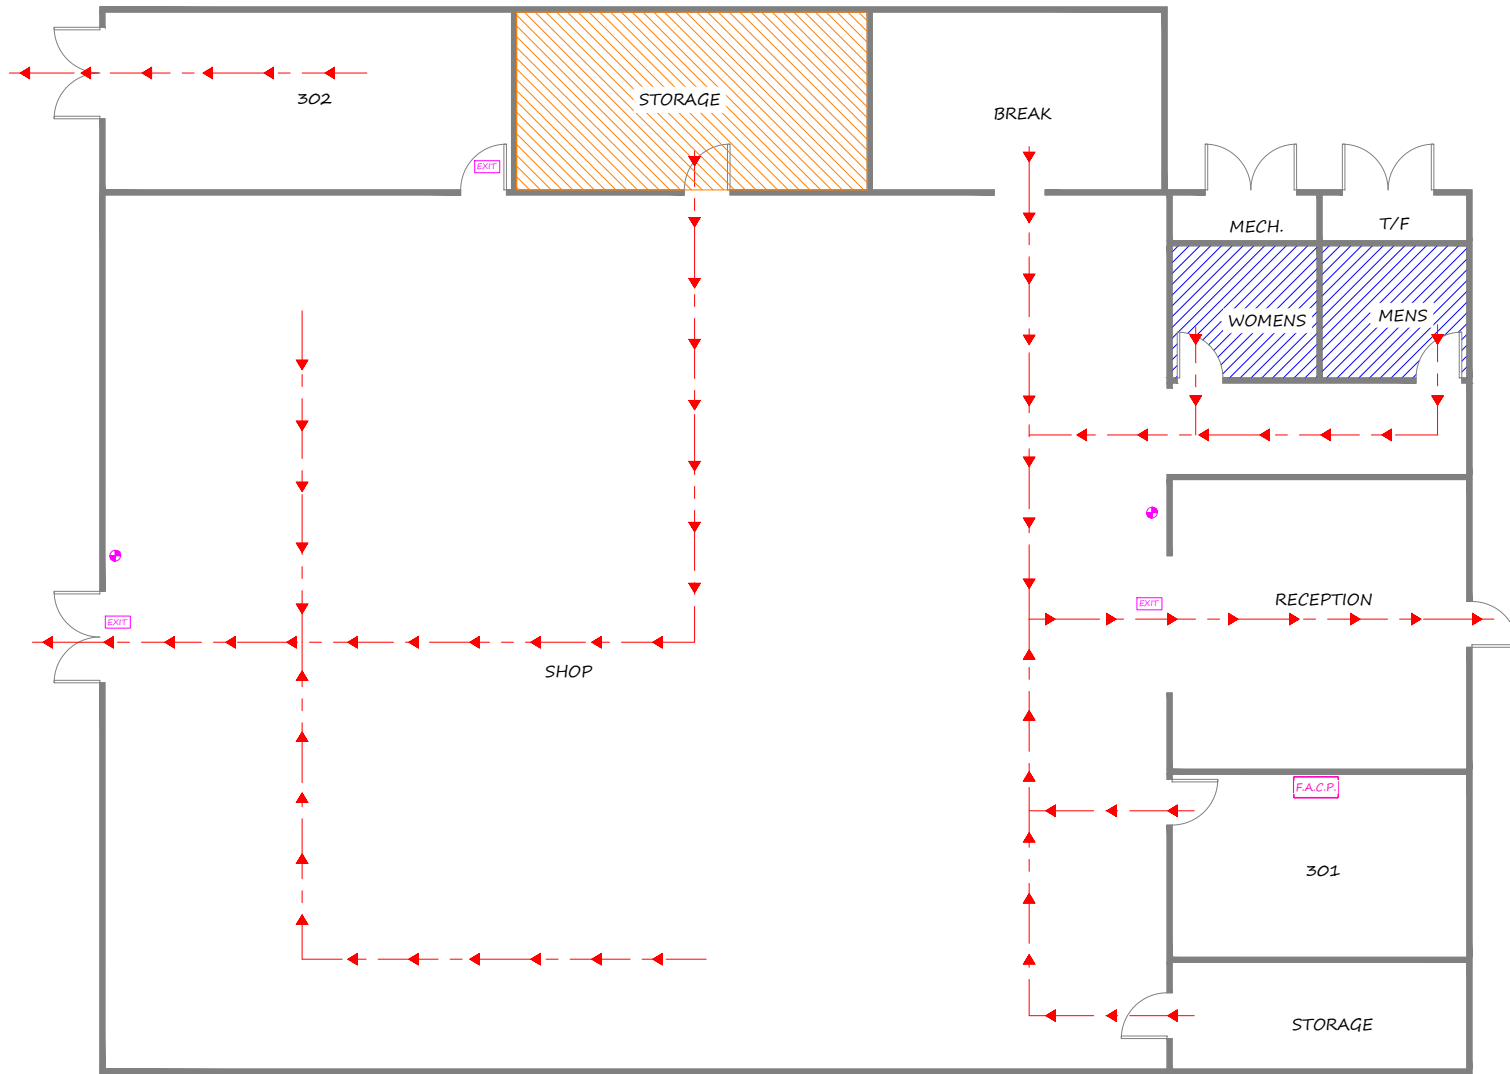 302
STORAGE
BREAK
EXIT
MECH.
T/F
WOMENS
MENS
RECEPTION
EXIT
EXIT
SHOP
F.A.C.P.
301
STORAGE